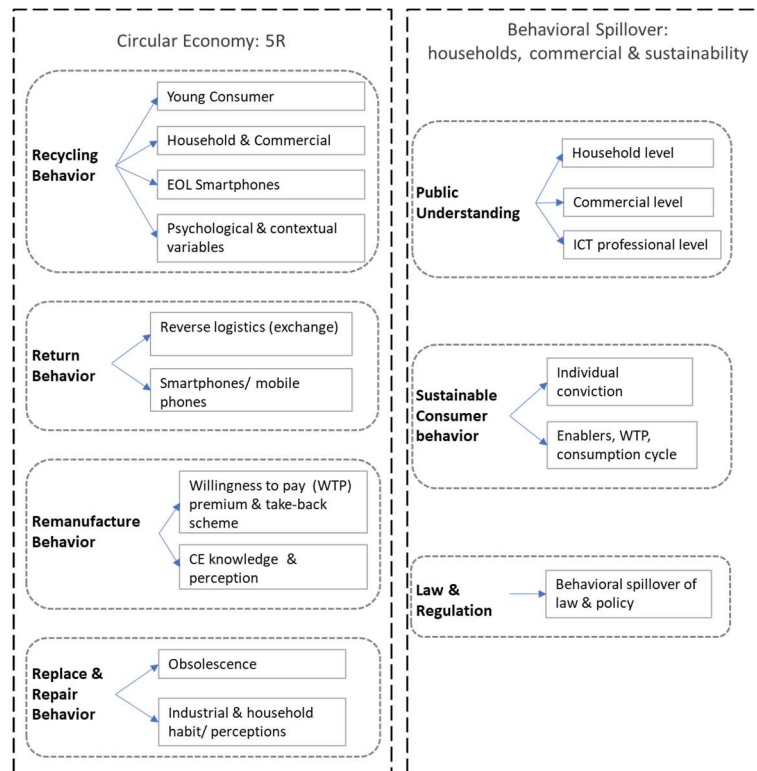 Circular Economy: 5R
Recycling
Behavior
Young Consumer
Household & Commercial
EOL Smartphones
Psychological & contextual
variables
Return
Behavior
Reverse logistics (exchange)
Smartphones/ mobile
phones
Remanufacture
Behavior
Willingness to pay (WTP)
premium & take-back
scheme
CE knowledge &
perception
Replace &
Repair
Behavior
Obsolescence
Industrial & household
habit/ perceptions
Behavioral Spillover:
households, commercial & sustainability
Public
Understanding
Household level
Commercial level
ICT professional level
Sustainable
Consumer
behavior
Individual
conviction
Enablers, WTP,
consumption cycle
Law &
Regulation
Behavioral spillover of
law & policy